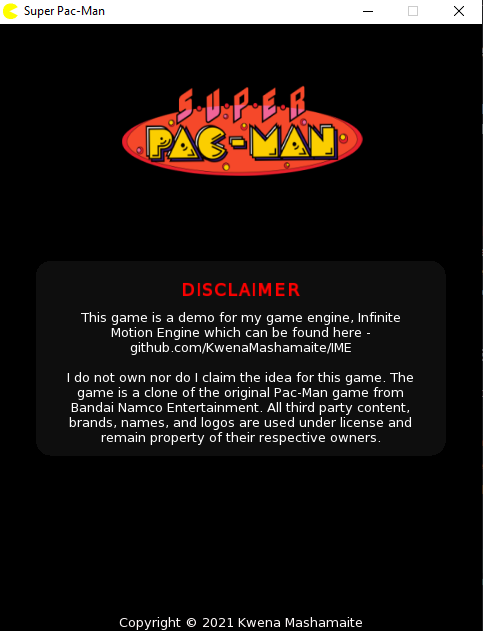 Super Pac-Man
S·U·P·E·R
PAC-MAN
DISCLAIMER
This game is a demo for my game engine, Infinite
Motion Engine which can be found here -
github.com/KwenaMashamaite/IME
I do not own nor do I claim the idea for this game. The
game is a clone of the original Pac-Man game from
Bandai Namco Entertainment. All third party content,
brands, names, and logos are used under license and
remain property of their respective owners.
Copyright © 2021 Kwena Mashamaite